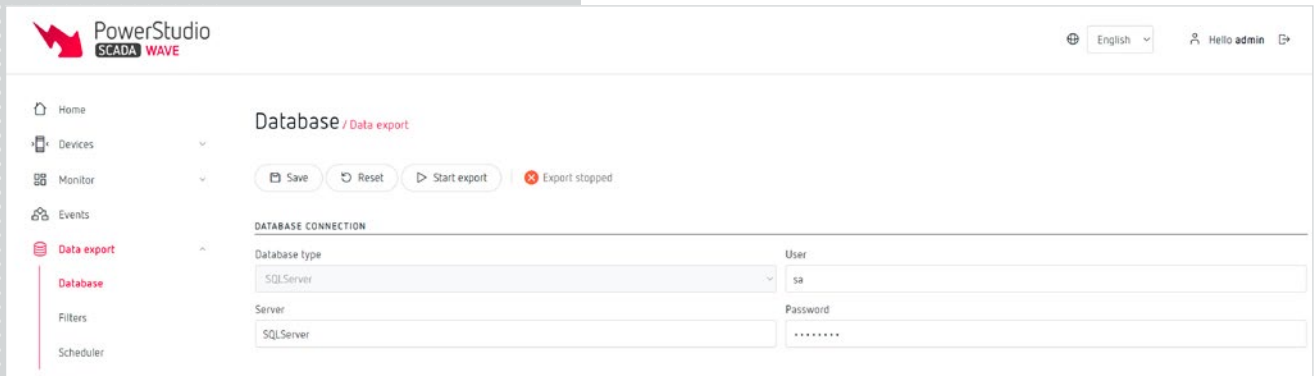 PowerStudio
SCADA WAVE
English
Hello admin
Home
Devices
Monitor
Events
Data export
Database
Filters
Scheduler
Database / Data export
Save
Reset
Start export
Export stopped
DATABASE CONNECTION
Database type
SQLServer
User
sa
Server
SQLServer
Password
••••••••